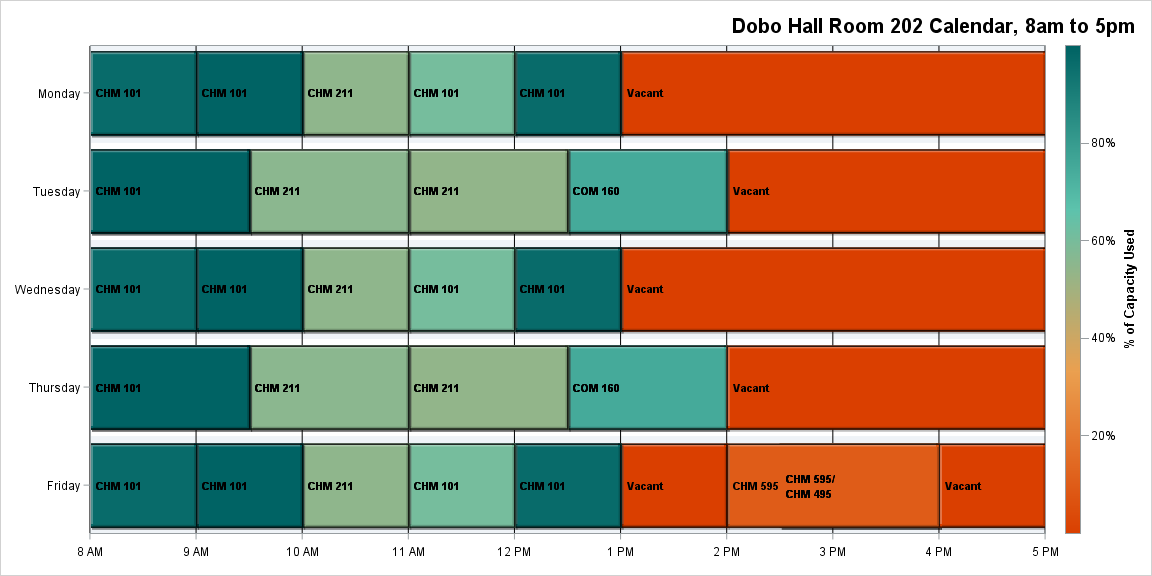 Dobo Hall Room 202 Calendar, 8am to 5pm
Monday
CHM 101
CHM 101
CHM 211
CHM 101
CHM 101
Vacant
Tuesday
CHM 101
CHM 211
CHM 211
COM 160
Vacant
Wednesday
CHM 101
CHM 101
CHM 211
CHM 101
CHM 101
Vacant
Thursday
CHM 101
CHM 211
CHM 211
COM 160
Vacant
Friday
CHM 101
CHM 101
CHM 211
CHM 101
CHM 101
Vacant
CHM 595
CHM 595/
CHM 495
Vacant
8 AM
9 AM
10 AM
11 AM
12 PM
1 PM
2 PM
3 PM
4 PM
5 PM
80%
60%
40%
20%
% of Capacity Used